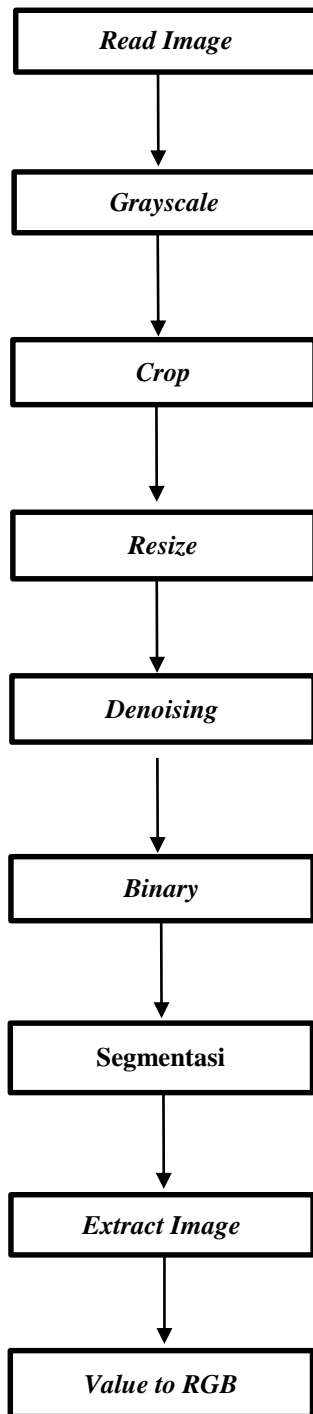 Read Image
Grayscale
Crop
Resize
Denoising
Binary
Segmentasi
Extract Image
Value to RGB